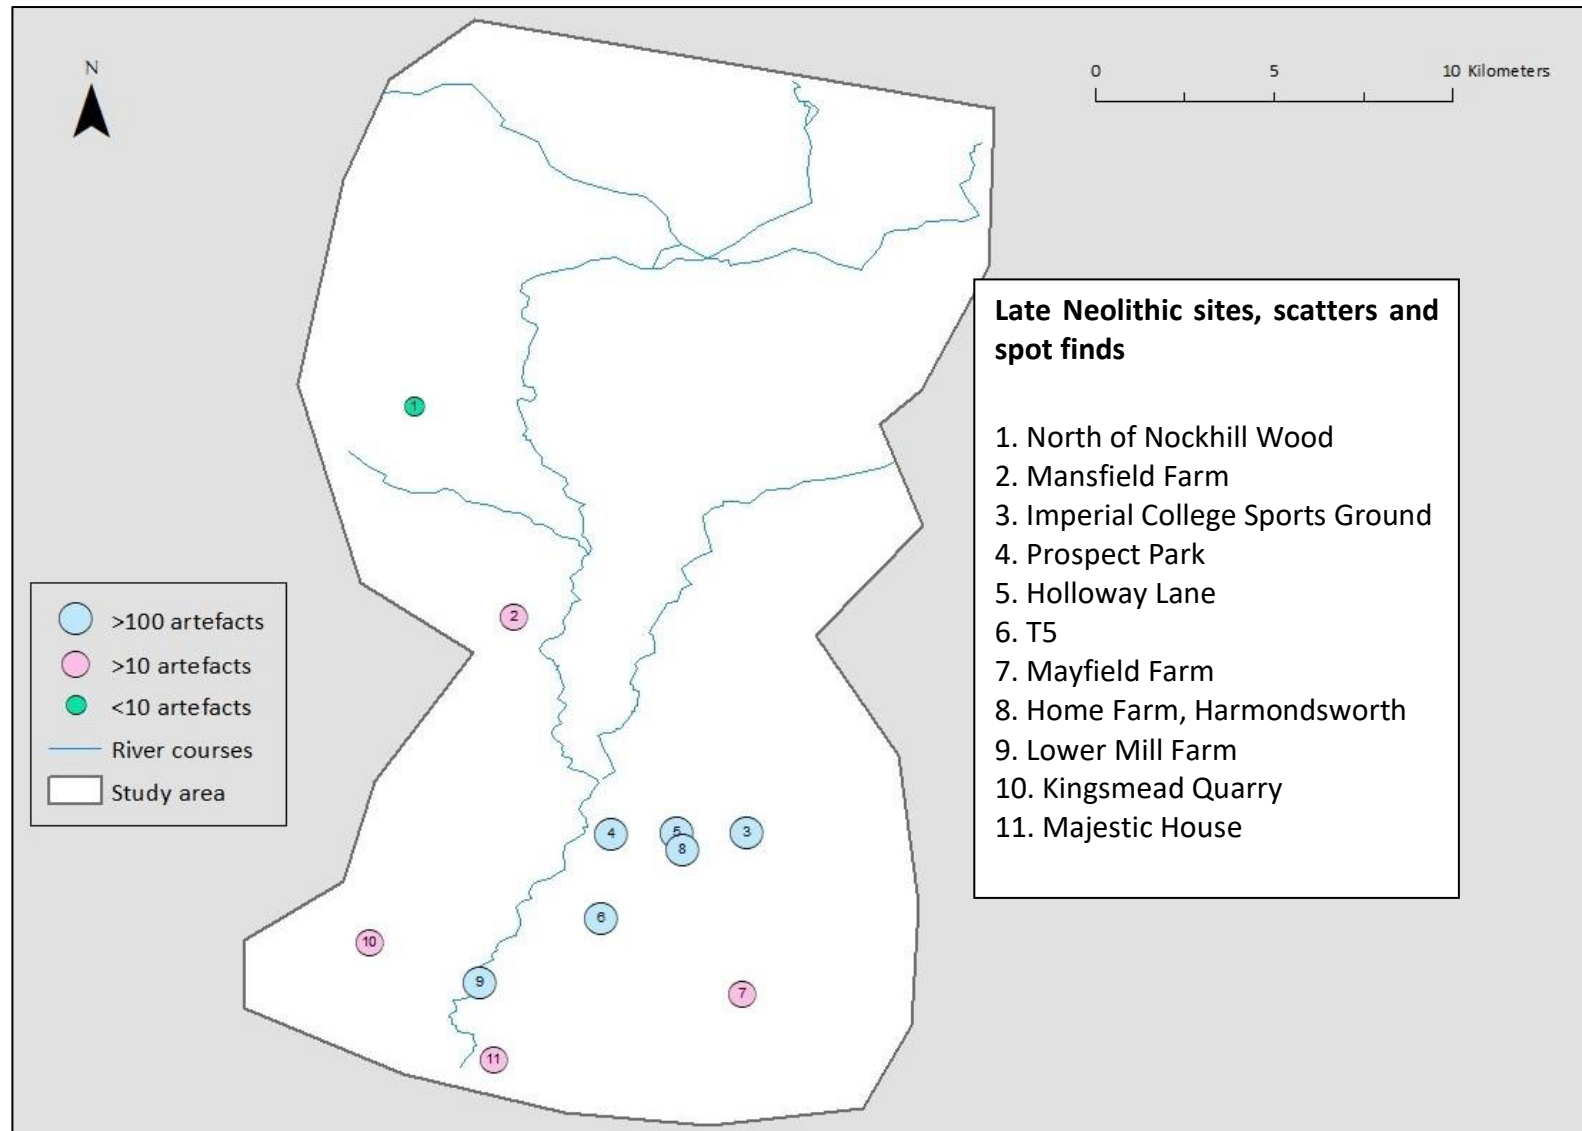 N
0 5 10 Kilometers
Late Neolithic sites, scatters and
spot finds
1. North of Nockhill Wood
2. Mansfield Farm
3. Imperial College Sports Ground
4. Prospect Park
5. Holloway Lane
6. T5
7. Mayfield Farm
8. Home Farm, Harmondsworth
9. Lower Mill Farm
10. Kingsmead Quarry
11. Majestic House
>100 artefacts
>10 artefacts
<10 artefacts
River courses
Study area
1
2
4
5
3
8
6
10
9
7
11